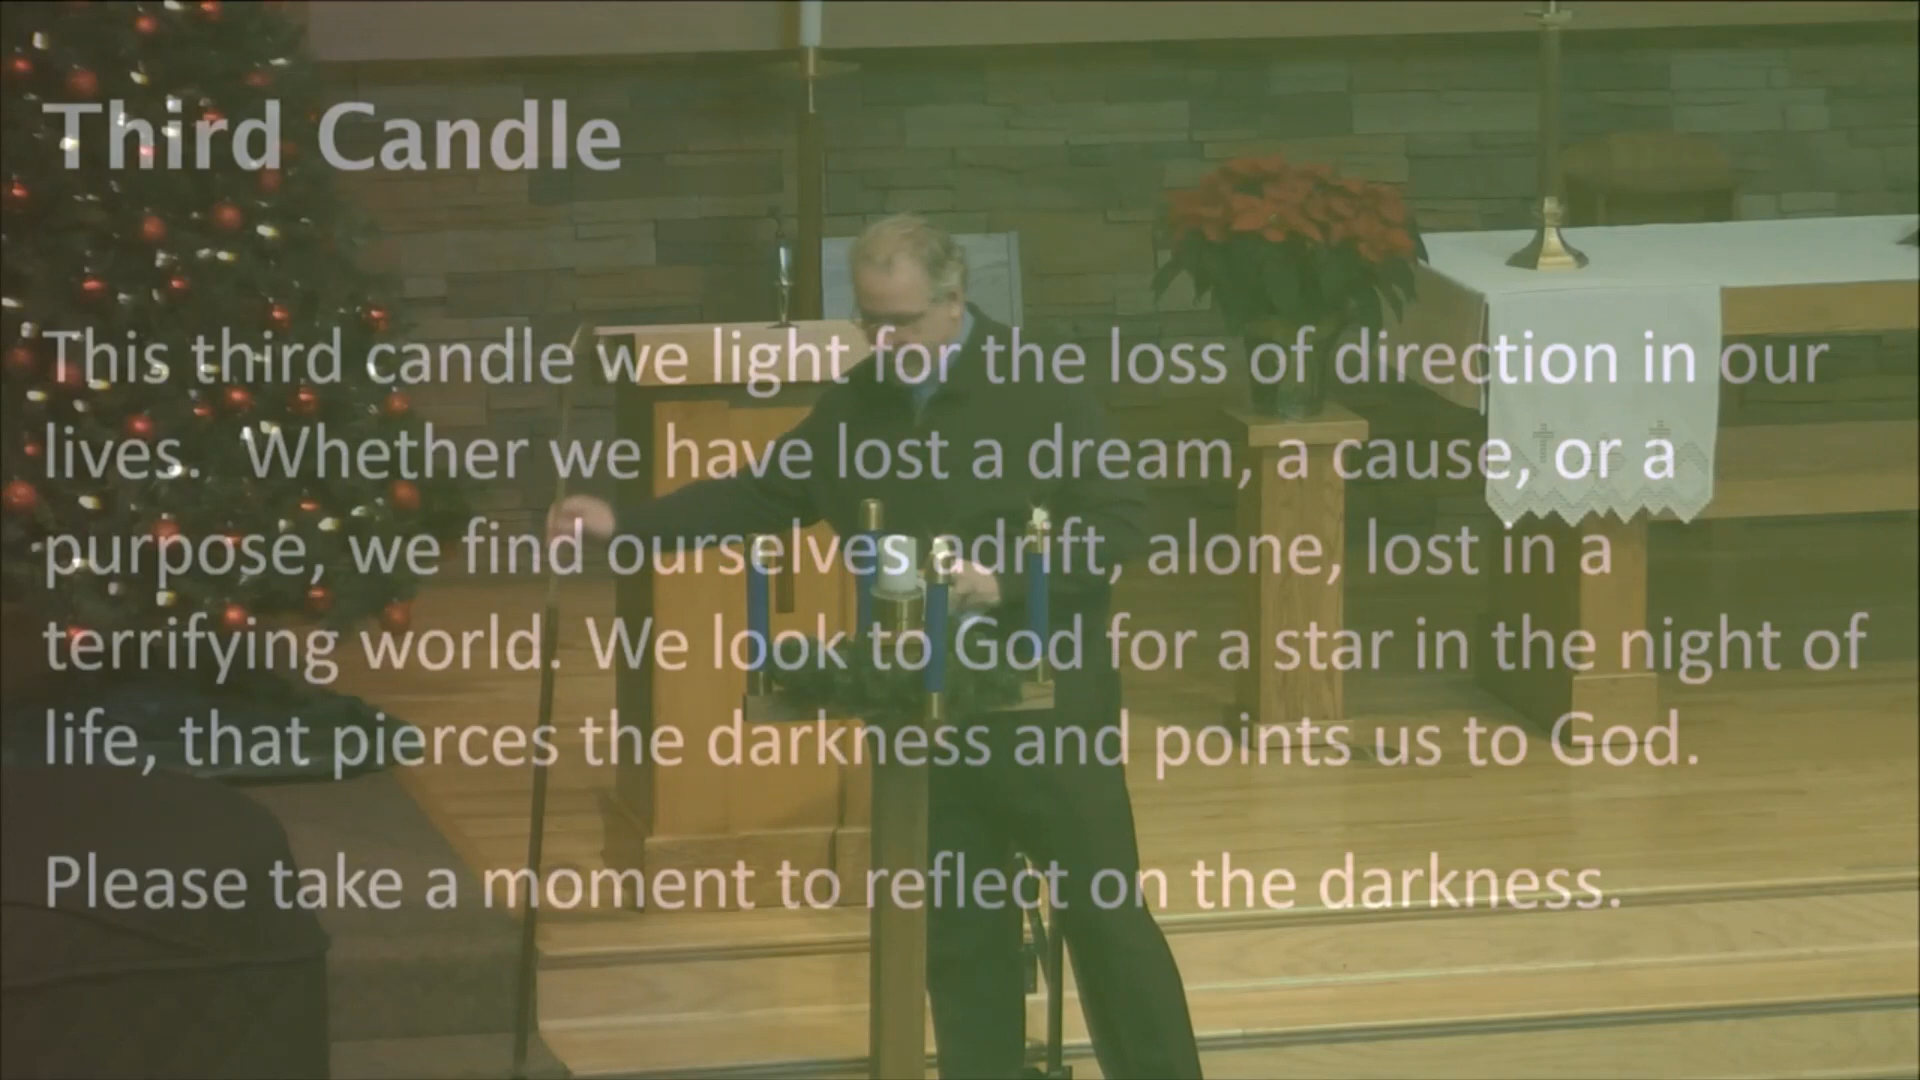 Third Candle
This third candle we light for the loss of direction in our
lives.  Whether we have lost a dream, a cause, or a
purpose, we find ourselves adrift, alone, lost in a
terrifying world. We look to God for a star in the night of
life, that pierces the darkness and points us to God.
Please take a moment to reflect on the darkness.